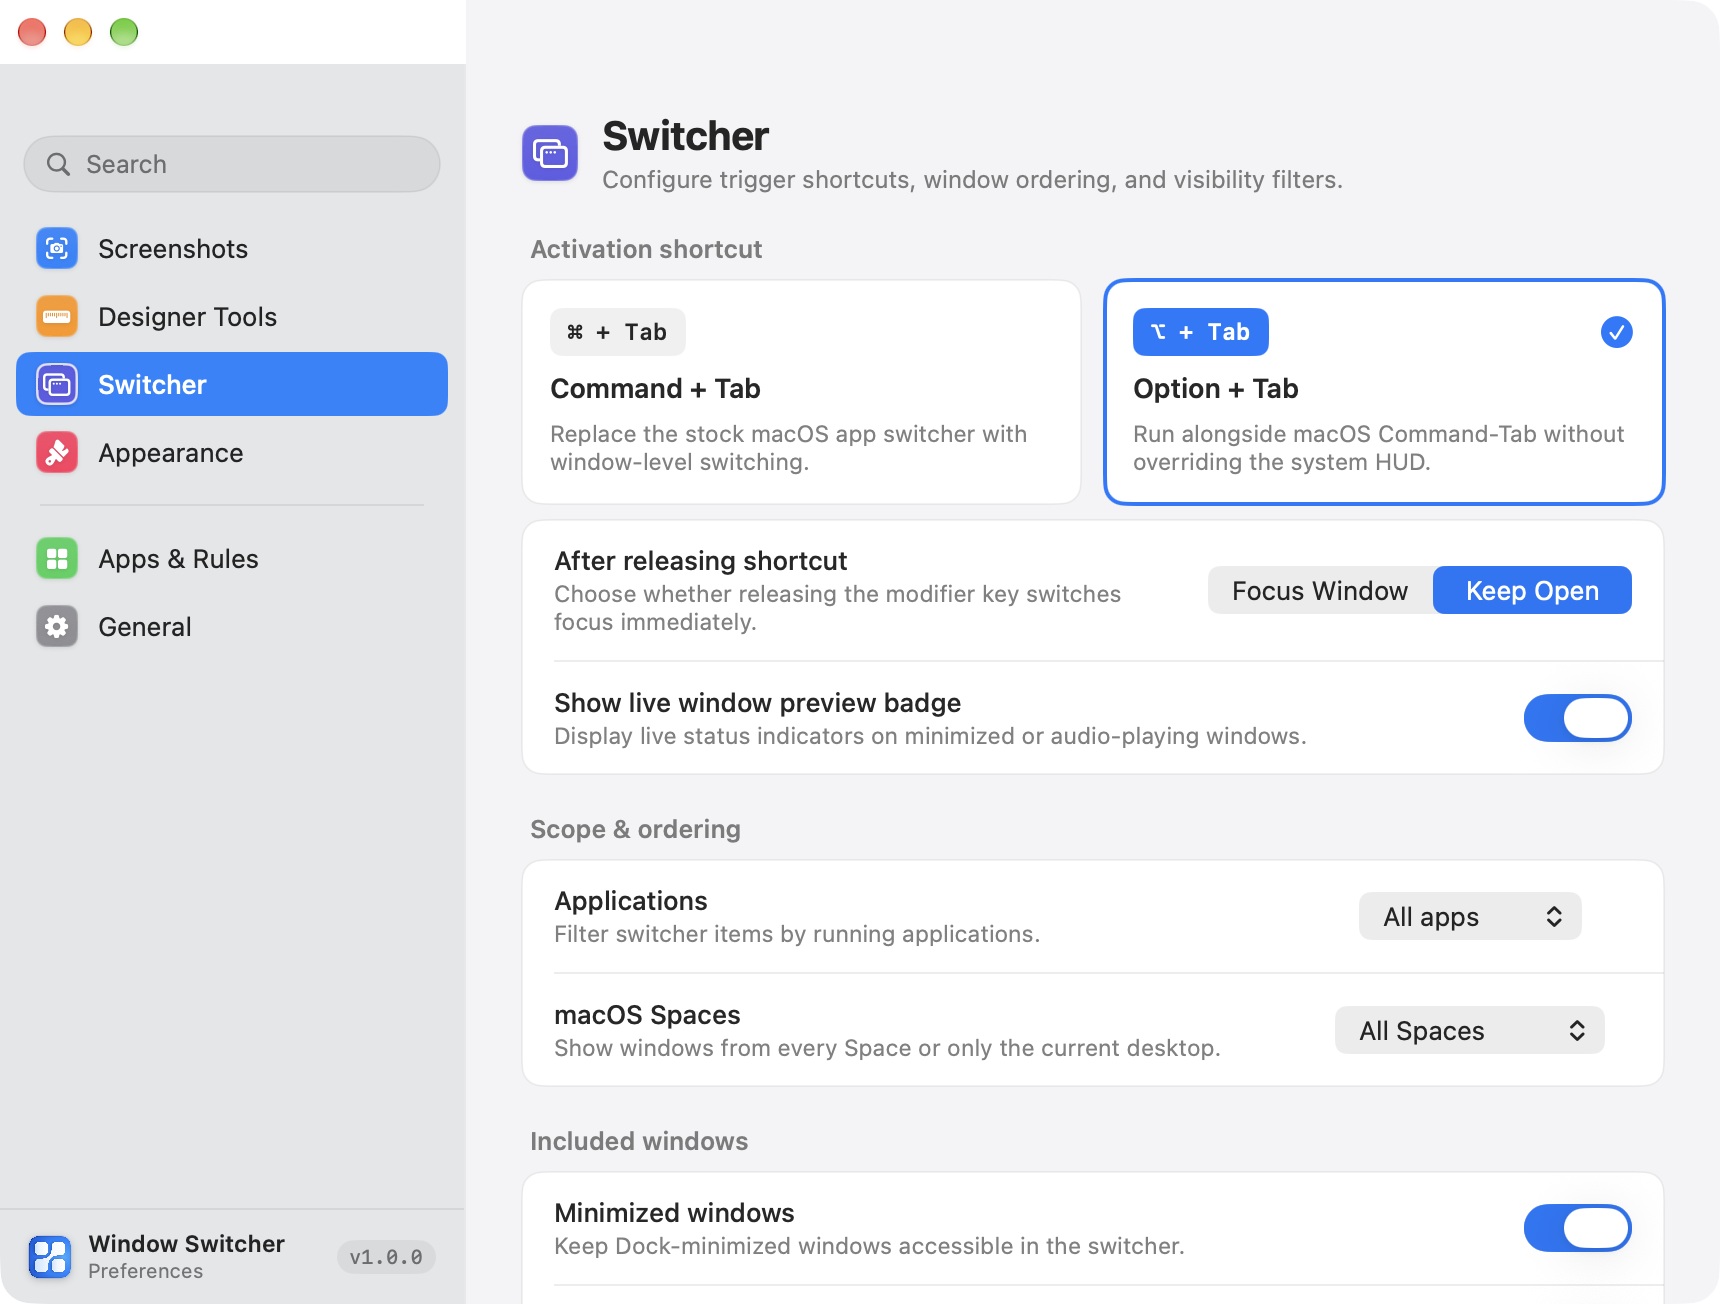 Search
Screenshots
Designer Tools
Switcher
Appearance
Apps & Rules
General
Window Switcher
Preferences
v1.0.0
Switcher
Configure trigger shortcuts, window ordering, and visibility filters.
Activation shortcut
⌘ + Tab
Command + Tab
Replace the stock macOS app switcher with
window-level switching.
⌥ + Tab
Option + Tab
Run alongside macOS Command-Tab without
overriding the system HUD.
After releasing shortcut
Choose whether releasing the modifier key switches
focus immediately.
Focus Window
Keep Open
Show live window preview badge
Display live status indicators on minimized or audio-playing windows.
Scope & ordering
Applications
Filter switcher items by running applications.
All apps
macOS Spaces
Show windows from every Space or only the current desktop.
All Spaces
Included windows
Minimized windows
Keep Dock-minimized windows accessible in the switcher.